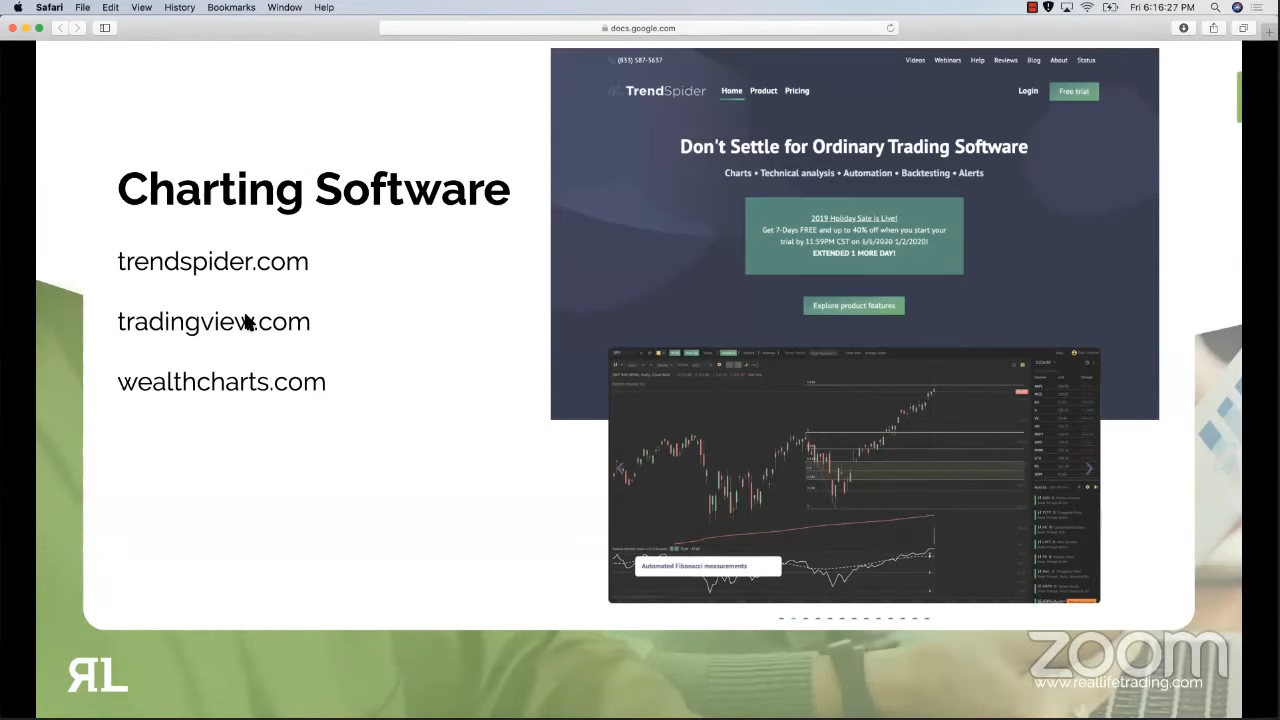 Safari File Edit View History Bookmarks Window Help
Fri 6:16:27 PM
docs.google.com
(833) 587-5637
Videos Webinars Help Reviews Blog About Status
TrendSpider Home Product Pricing Login Free trial
Don't Settle for Ordinary Trading Software
Charts • Technical analysis • Automation • Backtesting • Alerts
2019 Holiday Sale is Live!
Get 7-Days FREE and up to 40% off when you start your
trial by 11:59PM CST on 1/1/2020 1/2/2020!
EXTENDED 1 MORE DAY!
Explore product features
Charting Software
trendspider.com
tradingview.com
wealthcharts.com
Automated Fibonacci measurements
RL
zoom
www.reallifetrading.com